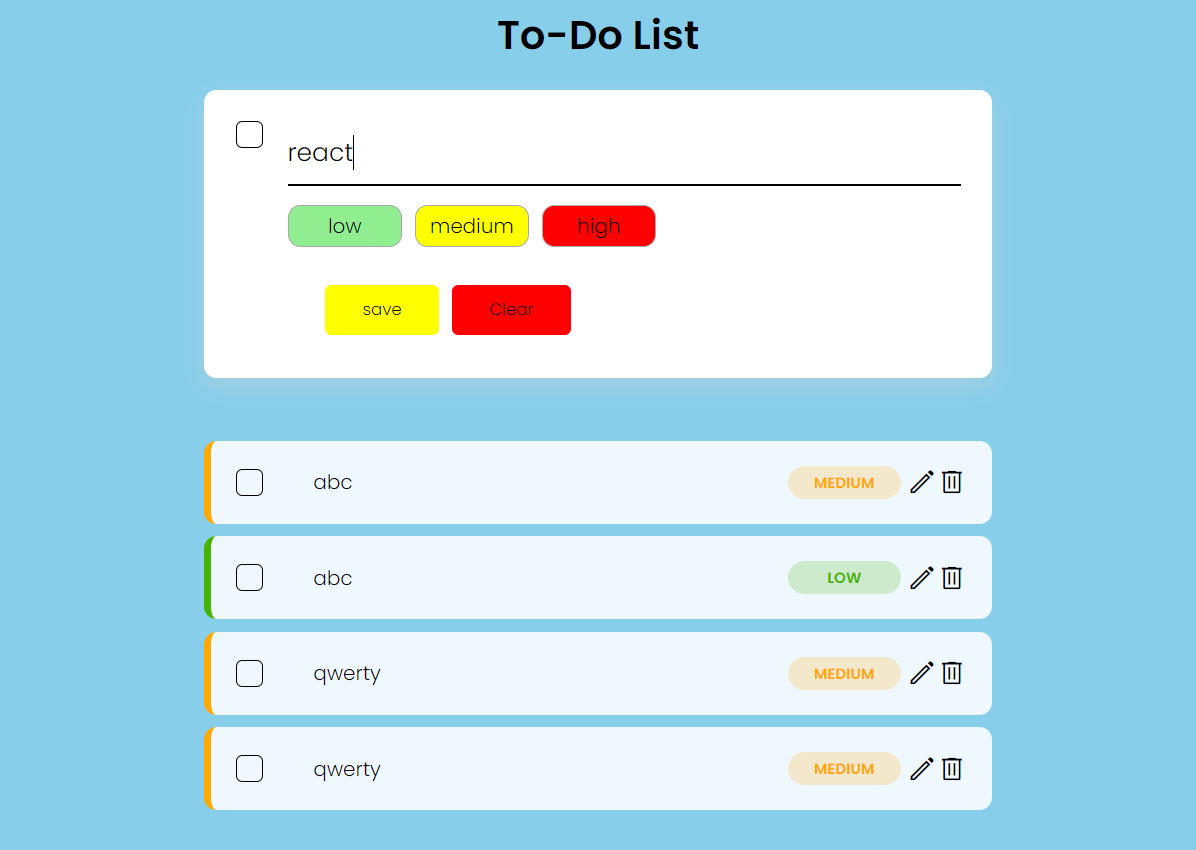 To-Do List
react
low medium high
save Clear
abc MEDIUM
abc LOW
qwerty MEDIUM
qwerty MEDIUM